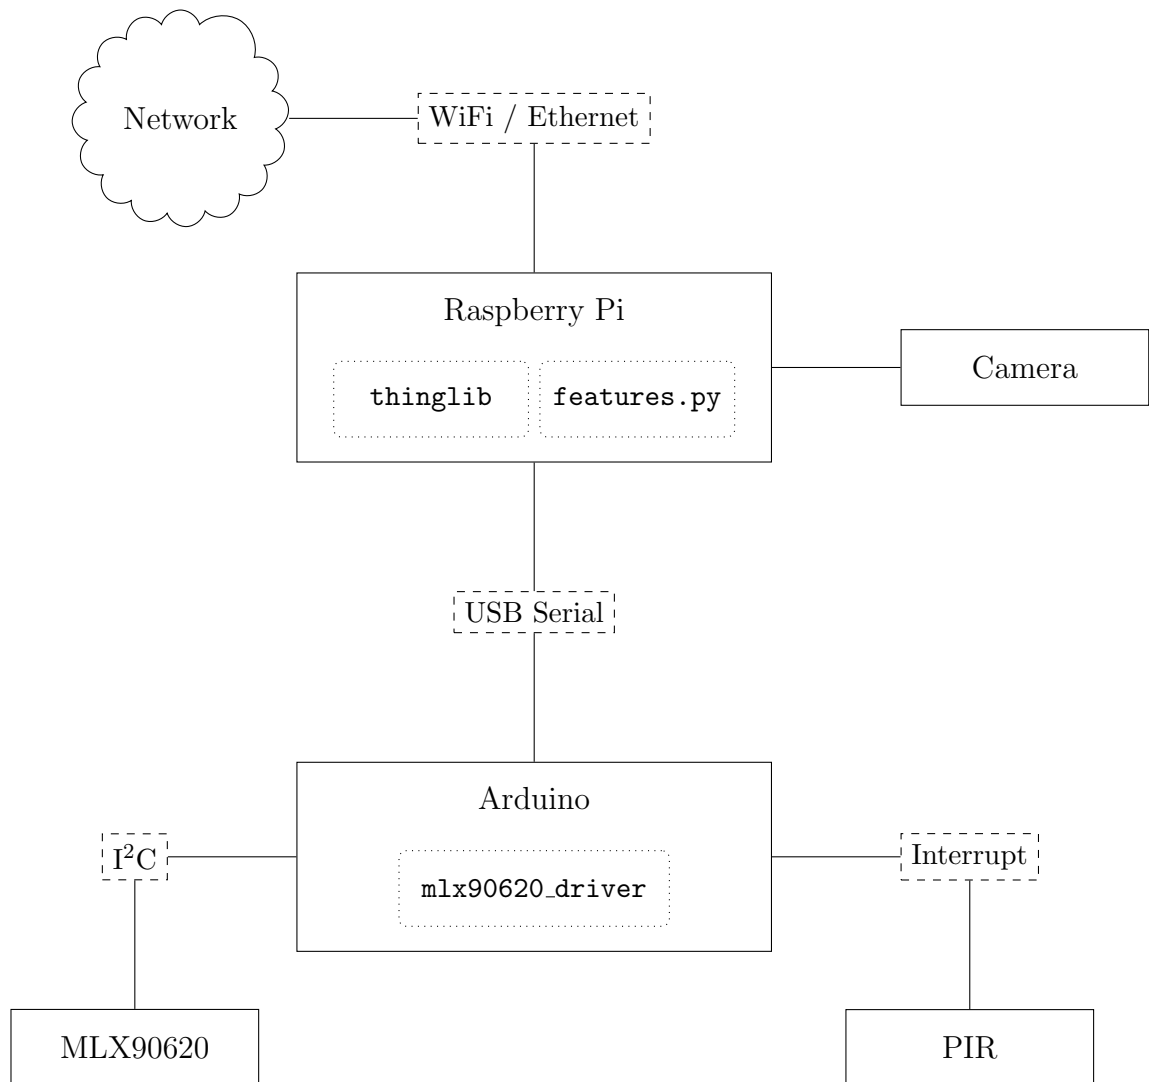 Network
WiFi / Ethernet
Raspberry Pi
thinglib
features.py
Camera
USB Serial
Arduino
I²C
Interrupt
mlx90620_driver
MLX90620
PIR